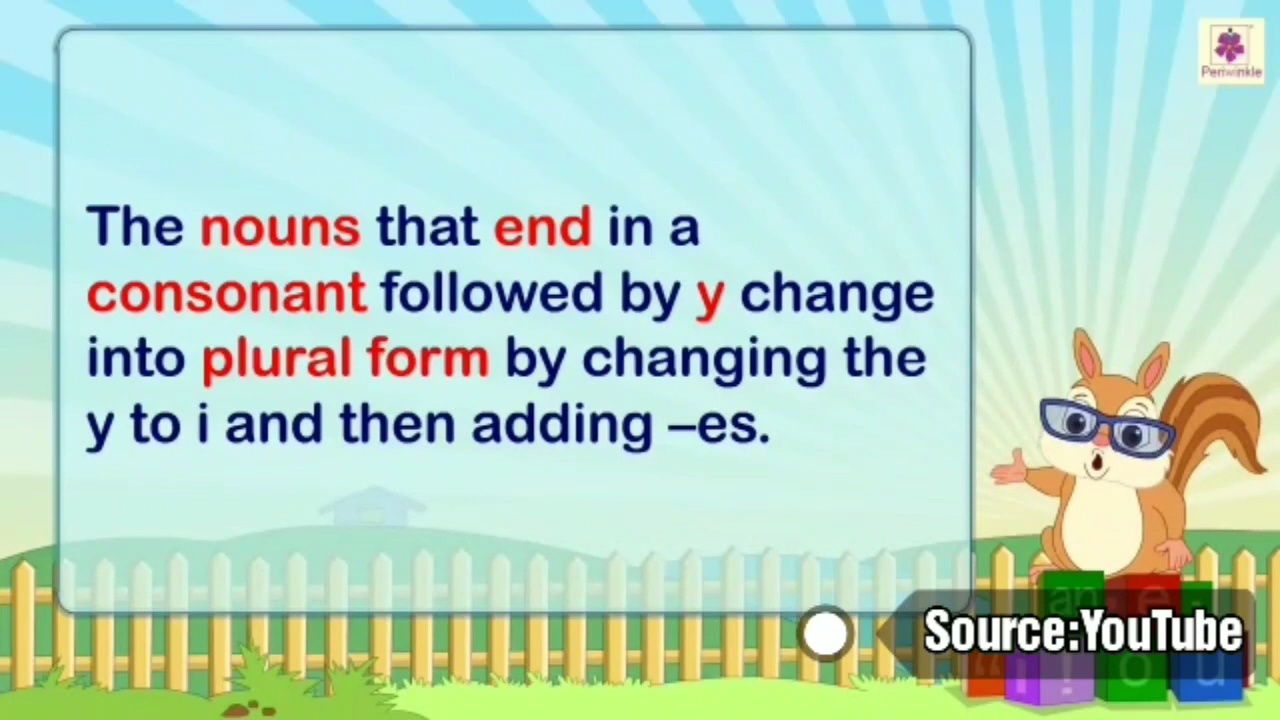 Periwinkle
The nouns that end in a
consonant followed by y change
into plural form by changing the
y to i and then adding –es.
an e
Source:YouTube
i ! o u